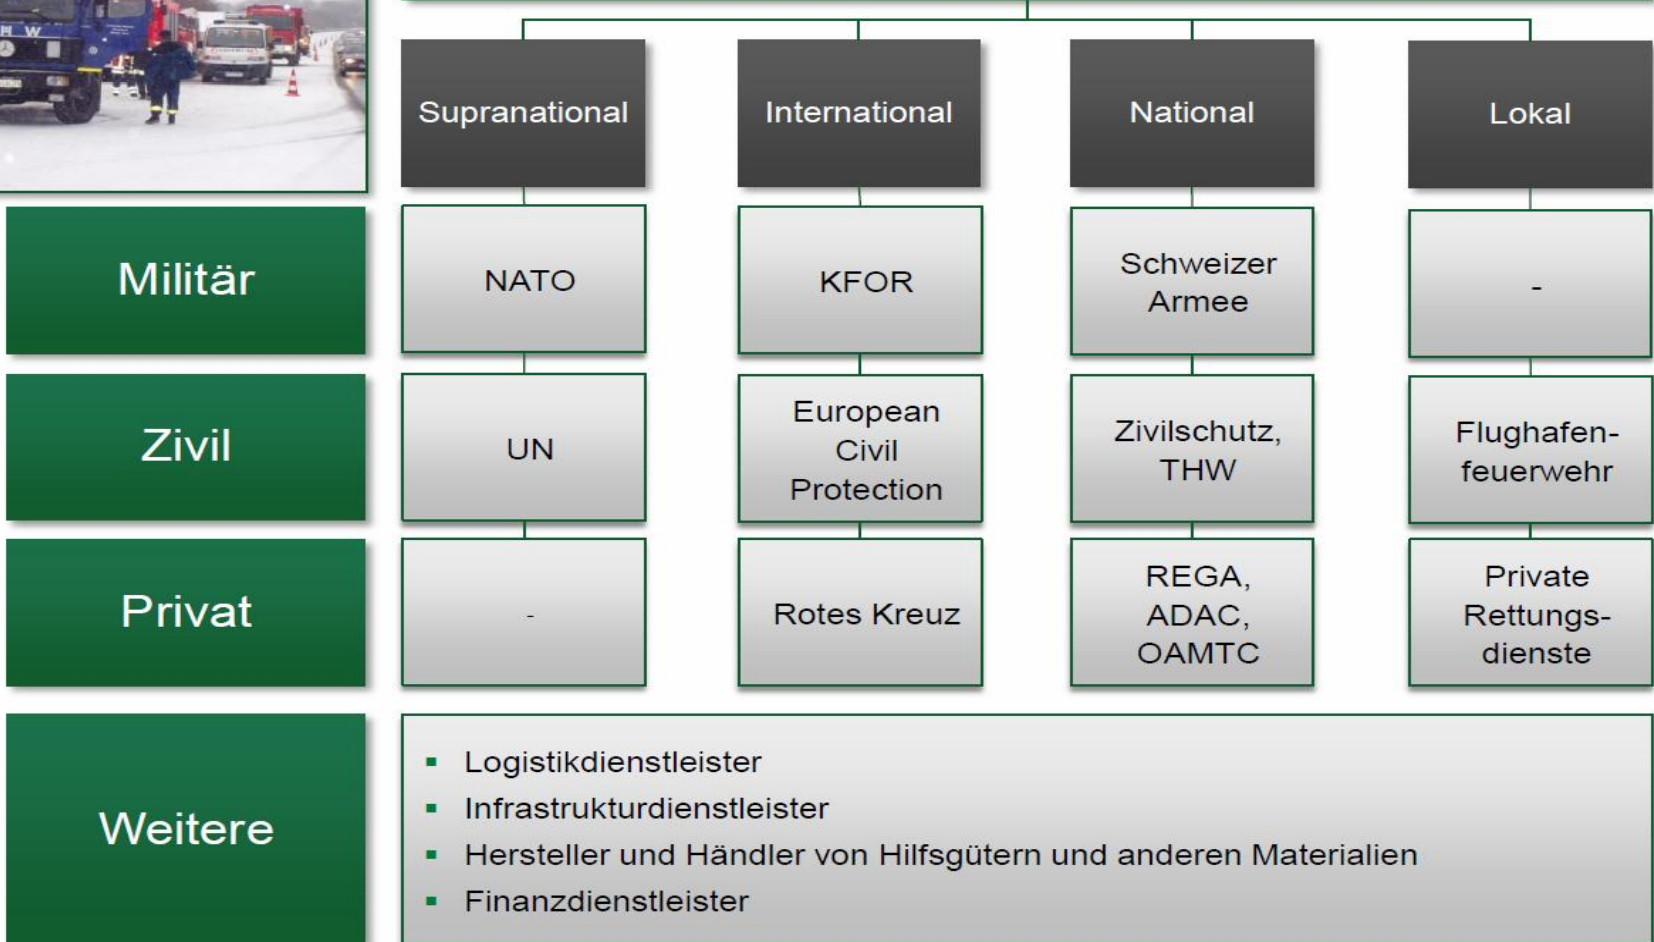 H W
Supranational
International
National
Lokal
Militär
NATO
KFOR
Schweizer
Armee
-
Zivil
UN
European
Civil
Protection
Zivilschutz,
THW
Flughafen-
feuerwehr
Privat
-
Rotes Kreuz
REGA,
ADAC,
OAMTC
Private
Rettungs-
dienste
Weitere
▪ Logistikdienstleister
▪ Infrastrukturdienstleister
▪ Hersteller und Händler von Hilfsgütern und anderen Materialien
▪ Finanzdienstleister